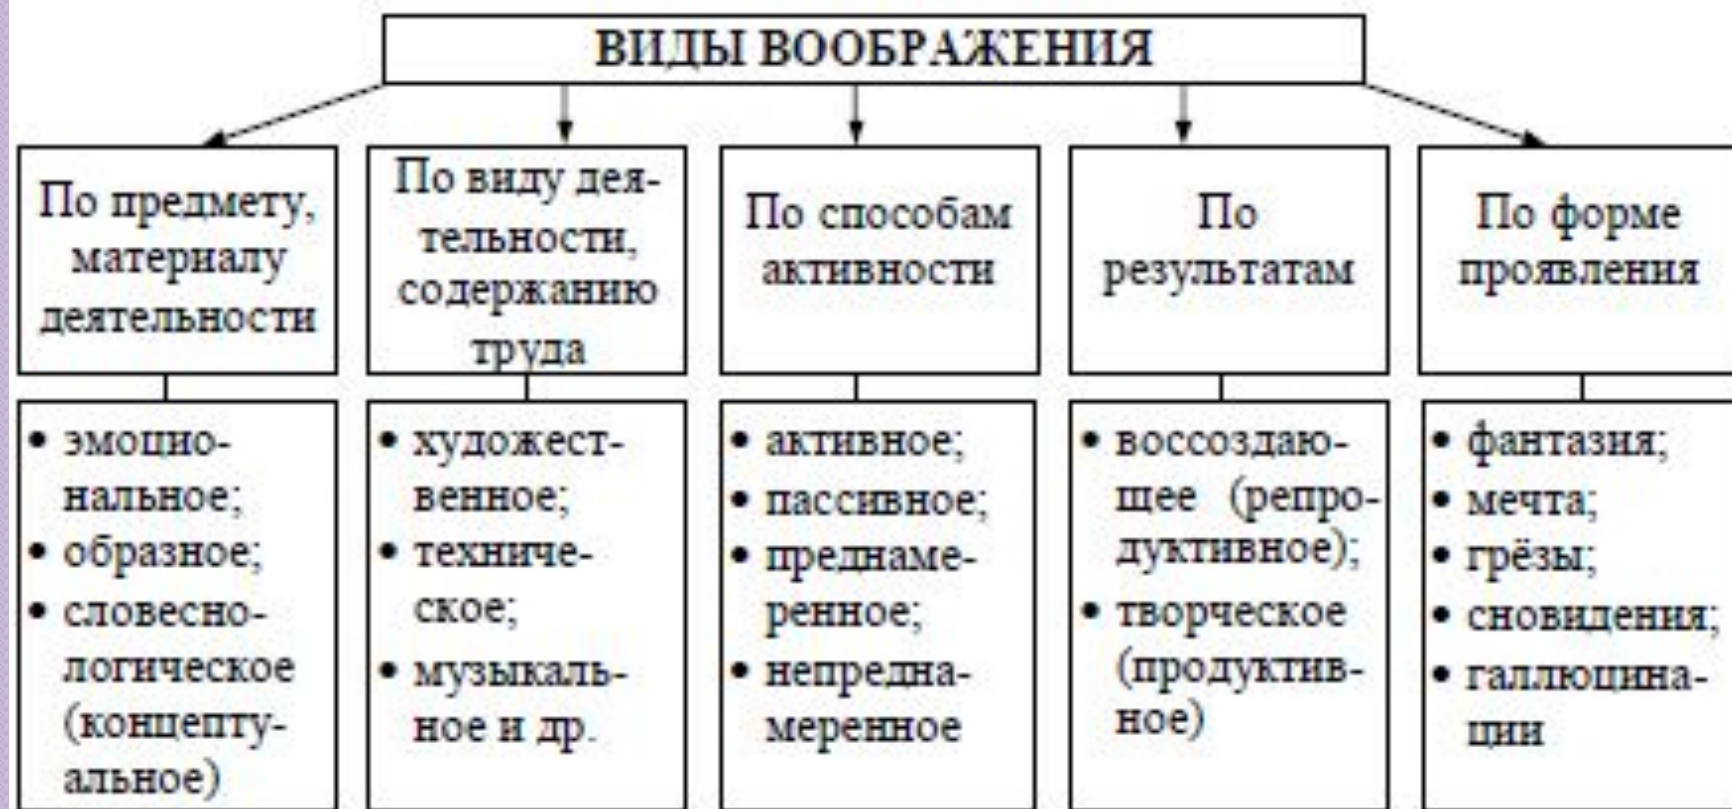 ВИДЫ ВООБРАЖЕНИЯ
По предмету,
материалу
деятельности
По виду дея-
тельности,
содержанию
труда
По способам
активности
По
результатам
По форме
проявления
• эмоцио-
нальное;
• образное;
• словесно-
логическое
(концепту-
альное)
• художест-
венное;
• техниче-
ское;
• музыкаль-
ное и др.
• активное;
• пассивное;
• преднаме-
ренное;
• непредна-
меренное
• воссоздаю-
щее (репро-
дуктивное);
• творческое
(продуктив-
ное)
• фантазия;
• мечта;
• грёзы;
• сновидения;
• галлюцина-
ции